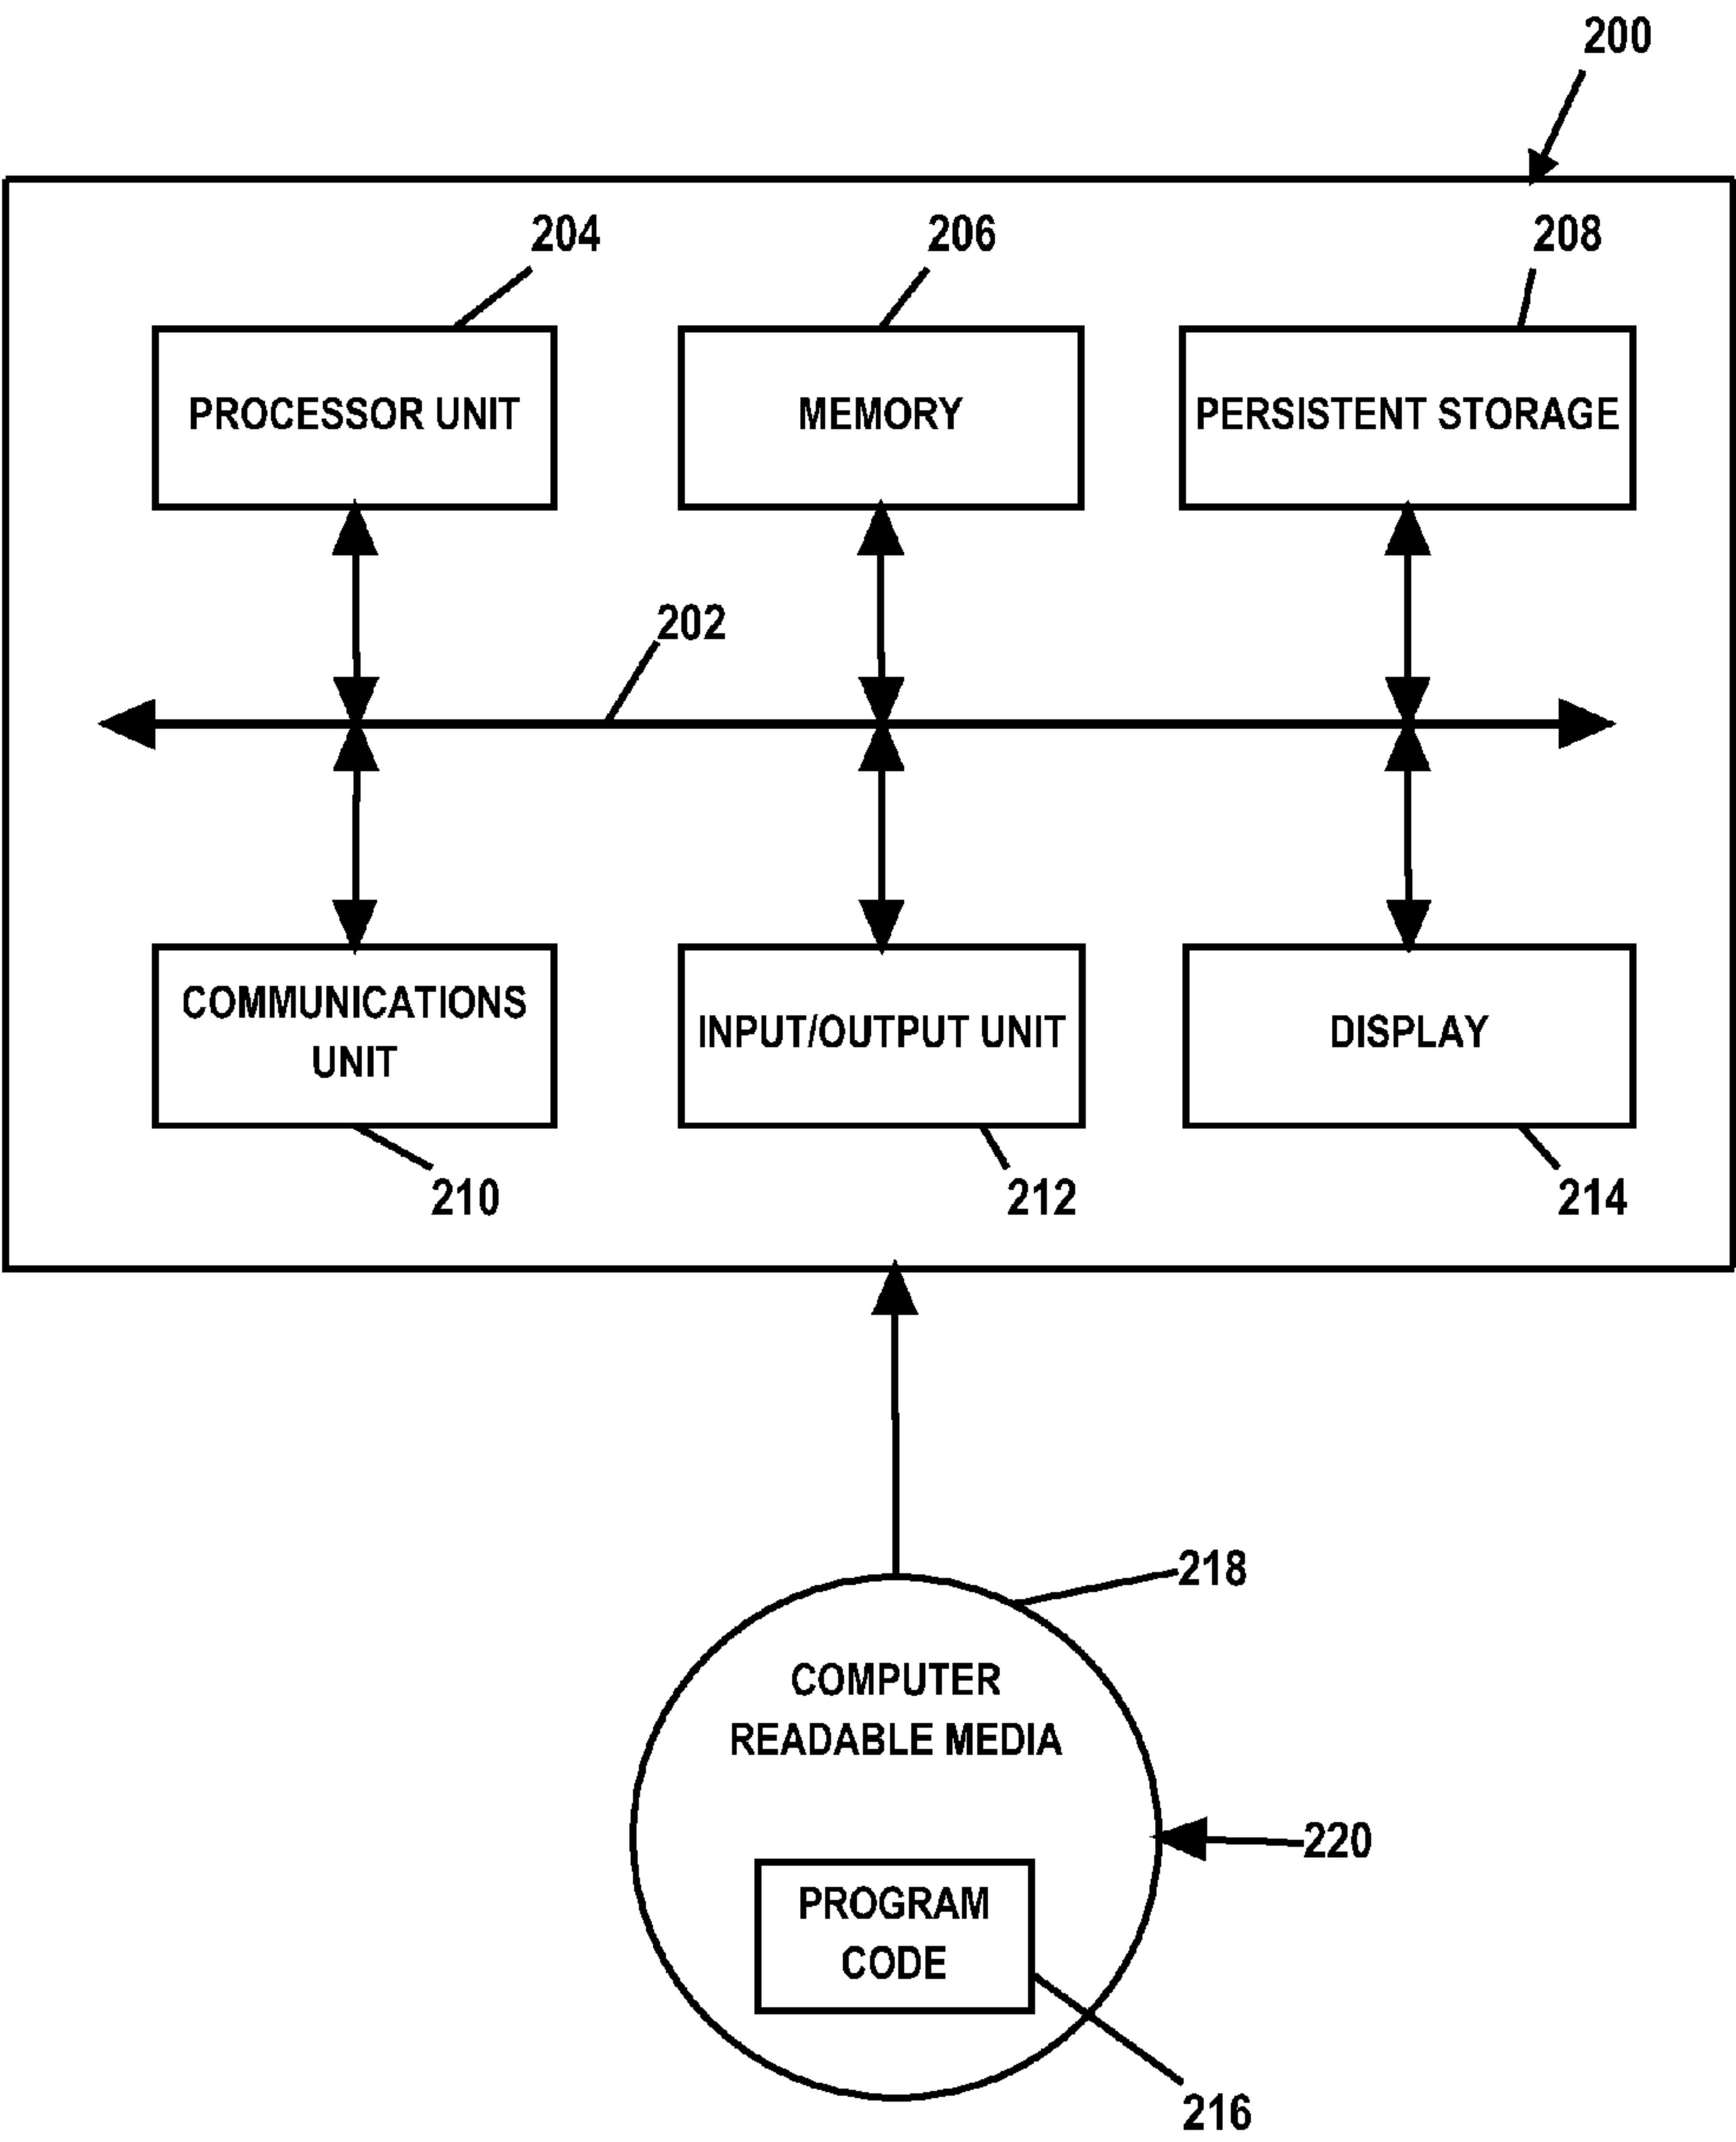 200
204
206
208
PROCESSOR UNIT
MEMORY
PERSISTENT STORAGE
202
COMMUNICATIONS
UNIT
INPUT/OUTPUT UNIT
DISPLAY
210
212
214
218
COMPUTER
READABLE MEDIA
220
PROGRAM
CODE
216